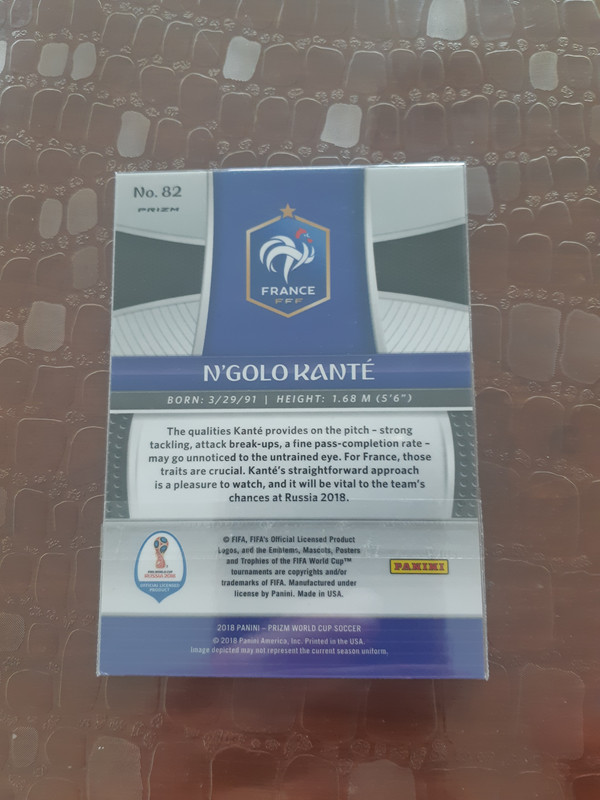 No. 82
PRIZM
FRANCE
FFF
N'GOLO KANTÉ
BORN: 3/29/91 | HEIGHT: 1.68 M (5'6")
The qualities Kanté provides on the pitch – strong
tackling, attack break-ups, a fine pass-completion rate –
may go unnoticed to the untrained eye. For France, those
traits are crucial. Kanté's straightforward approach
is a pleasure to watch, and it will be vital to the team's
chances at Russia 2018.
© FIFA, FIFA's Official Licensed Product
Logos, and the Emblems, Mascots, Posters
and Trophies of the FIFA World Cup™
tournaments are copyrights and/or
trademarks of FIFA. Manufactured under
license by Panini. Made in USA.
RUSSIA 2018
OFFICIAL LICENSED
PRODUCT
PANINI
2018 PANINI – PRIZM WORLD CUP SOCCER
© 2018 Panini America, Inc. Printed in the USA.
Image depicted may not represent the current season uniform.